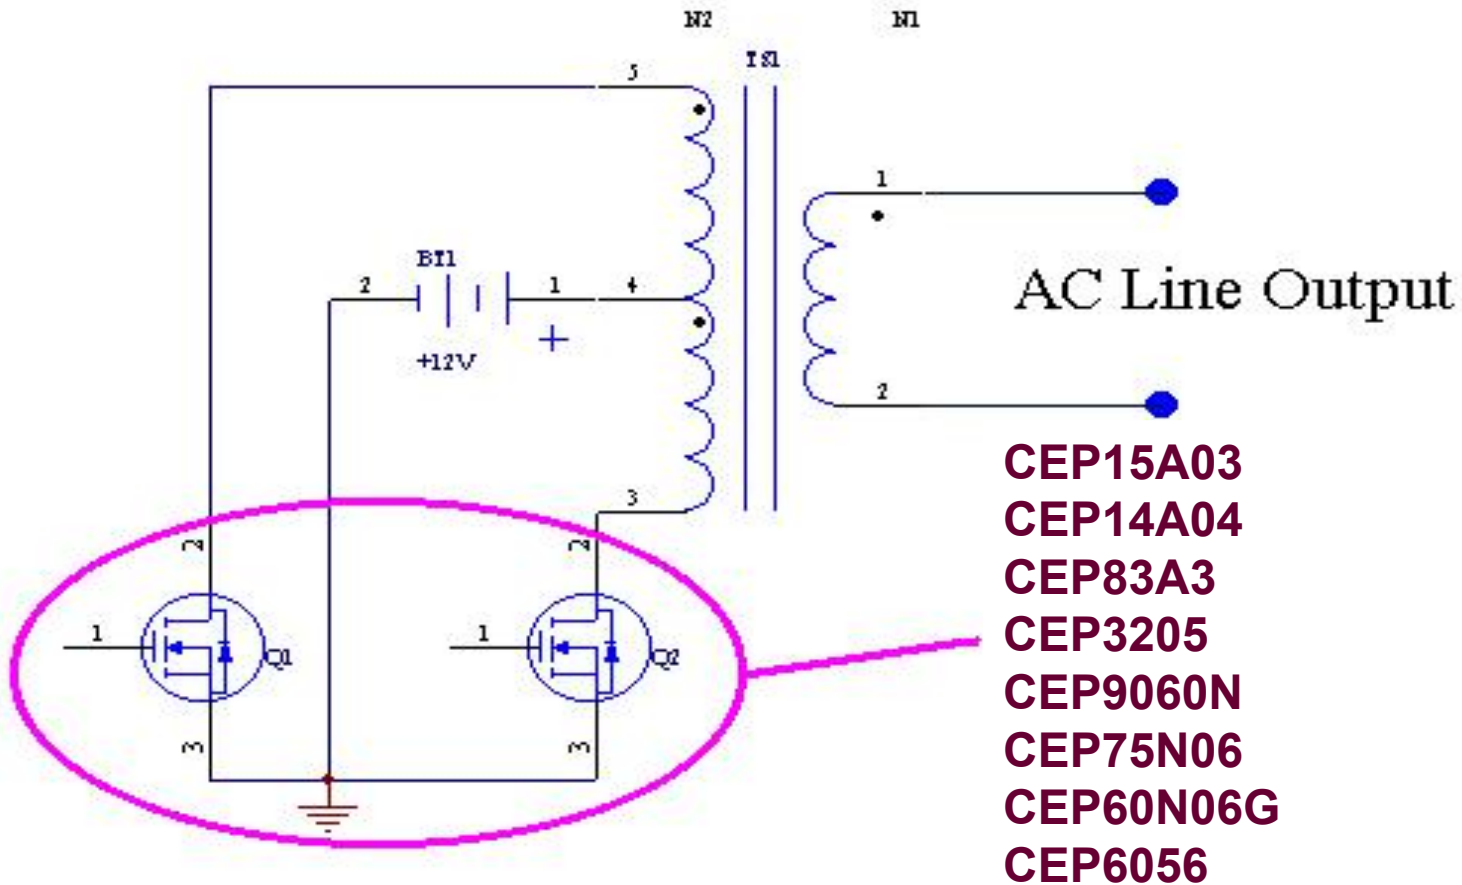 N2 N1
TS1
5
1
BT1
2 1 4
+
+12V
AC Line Output
2
3
2 2
1 Q1
1 Q2
3 3
CEP15A03
CEP14A04
CEP83A3
CEP3205
CEP9060N
CEP75N06
CEP60N06G
CEP6056